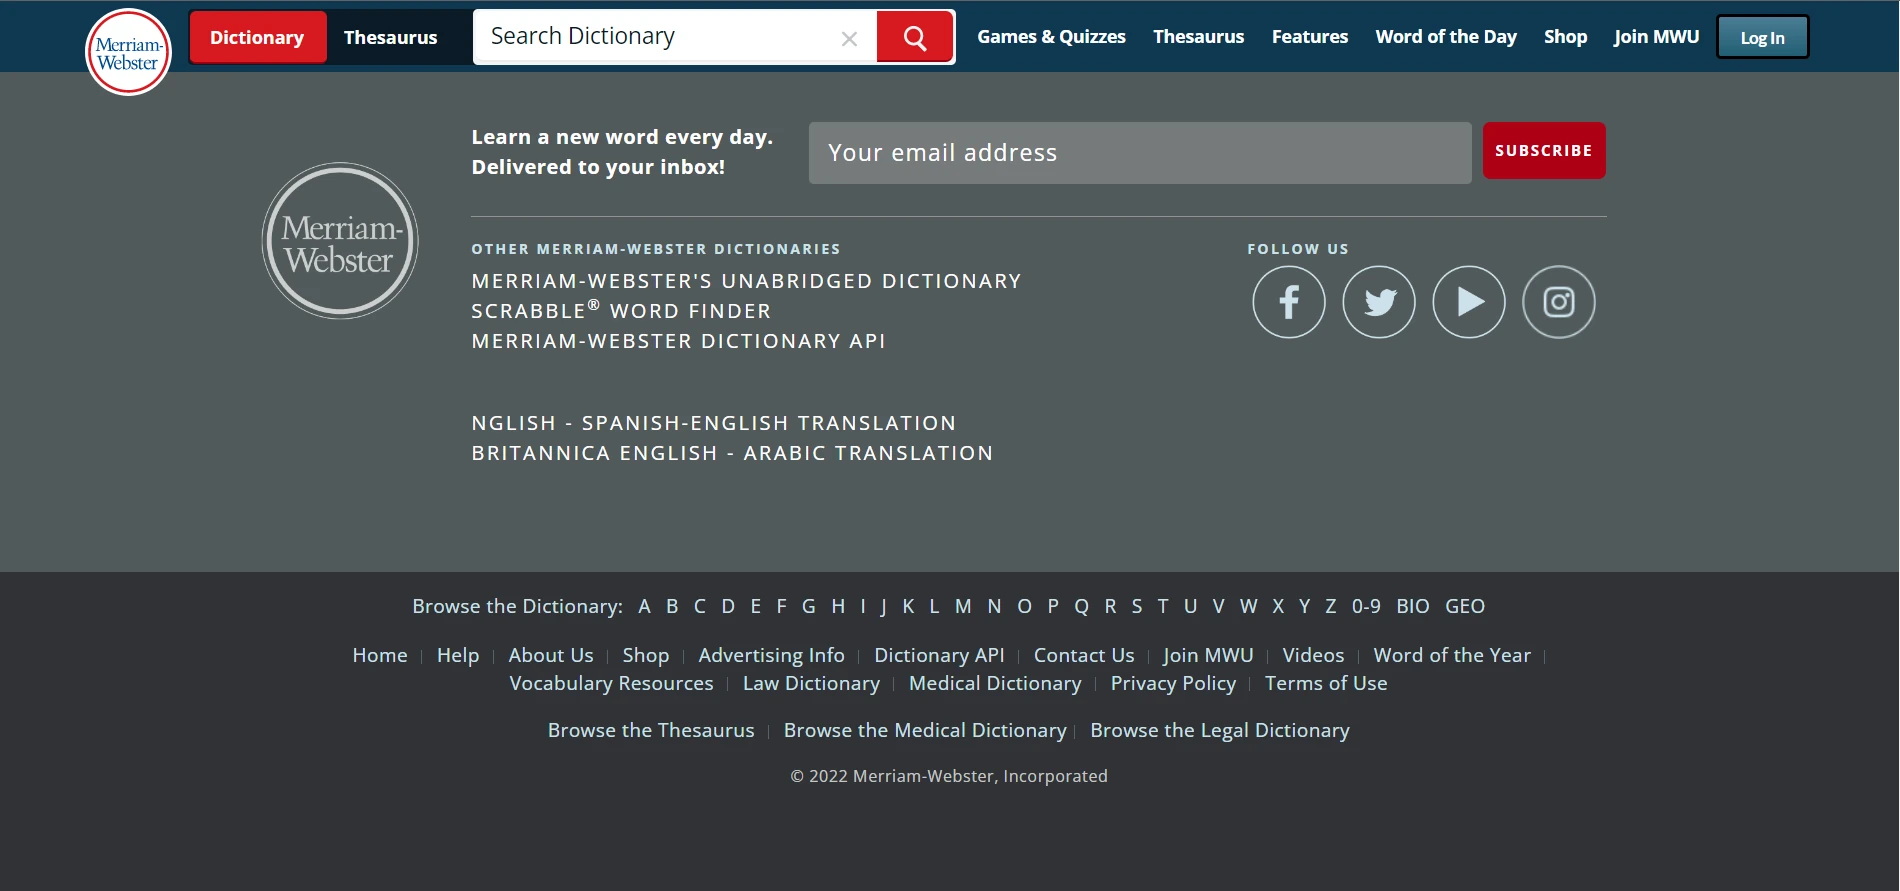 Merriam-
Webster
Dictionary Thesaurus Search Dictionary Games & Quizzes Thesaurus Features Word of the Day Shop Join MWU Log In
Learn a new word every day.
Delivered to your inbox!
Your email address
SUBSCRIBE
Merriam-
Webster
OTHER MERRIAM-WEBSTER DICTIONARIES
MERRIAM-WEBSTER'S UNABRIDGED DICTIONARY
SCRABBLE® WORD FINDER
MERRIAM-WEBSTER DICTIONARY API
NGLISH - SPANISH-ENGLISH TRANSLATION
BRITANNICA ENGLISH - ARABIC TRANSLATION
FOLLOW US
Browse the Dictionary: A B C D E F G H I J K L M N O P Q R S T U V W X Y Z 0-9 BIO GEO
Home | Help | About Us | Shop | Advertising Info | Dictionary API | Contact Us | Join MWU | Videos | Word of the Year |
Vocabulary Resources | Law Dictionary | Medical Dictionary | Privacy Policy | Terms of Use
Browse the Thesaurus | Browse the Medical Dictionary | Browse the Legal Dictionary
© 2022 Merriam-Webster, Incorporated